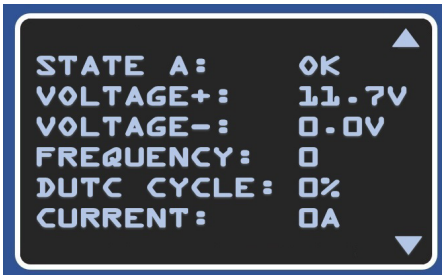 STATE A: OK
VOLTAGE+: 11.7V
VOLTAGE-: 0.0V
FREQUENCY: 0
DUTC CYCLE: 0%
CURRENT: 0A